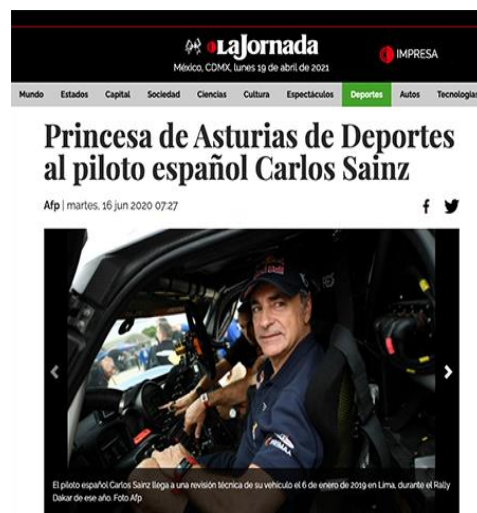 LaJornada
IMPRESA
México, CDMX, lunes 19 de abril de 2021
Mundo Estados Capital Sociedad Ciencias Cultura Espectáculos Deportes Autos Tecnologías
Princesa de Asturias de Deportes
al piloto español Carlos Sainz
Afp | martes, 16 jun 2020 07:27
El piloto español Carlos Sainz llega a una revisión técnica de su vehículo el 6 de enero de 2019 en Lima, durante el Rally
Dakar de ese año. Foto Afp